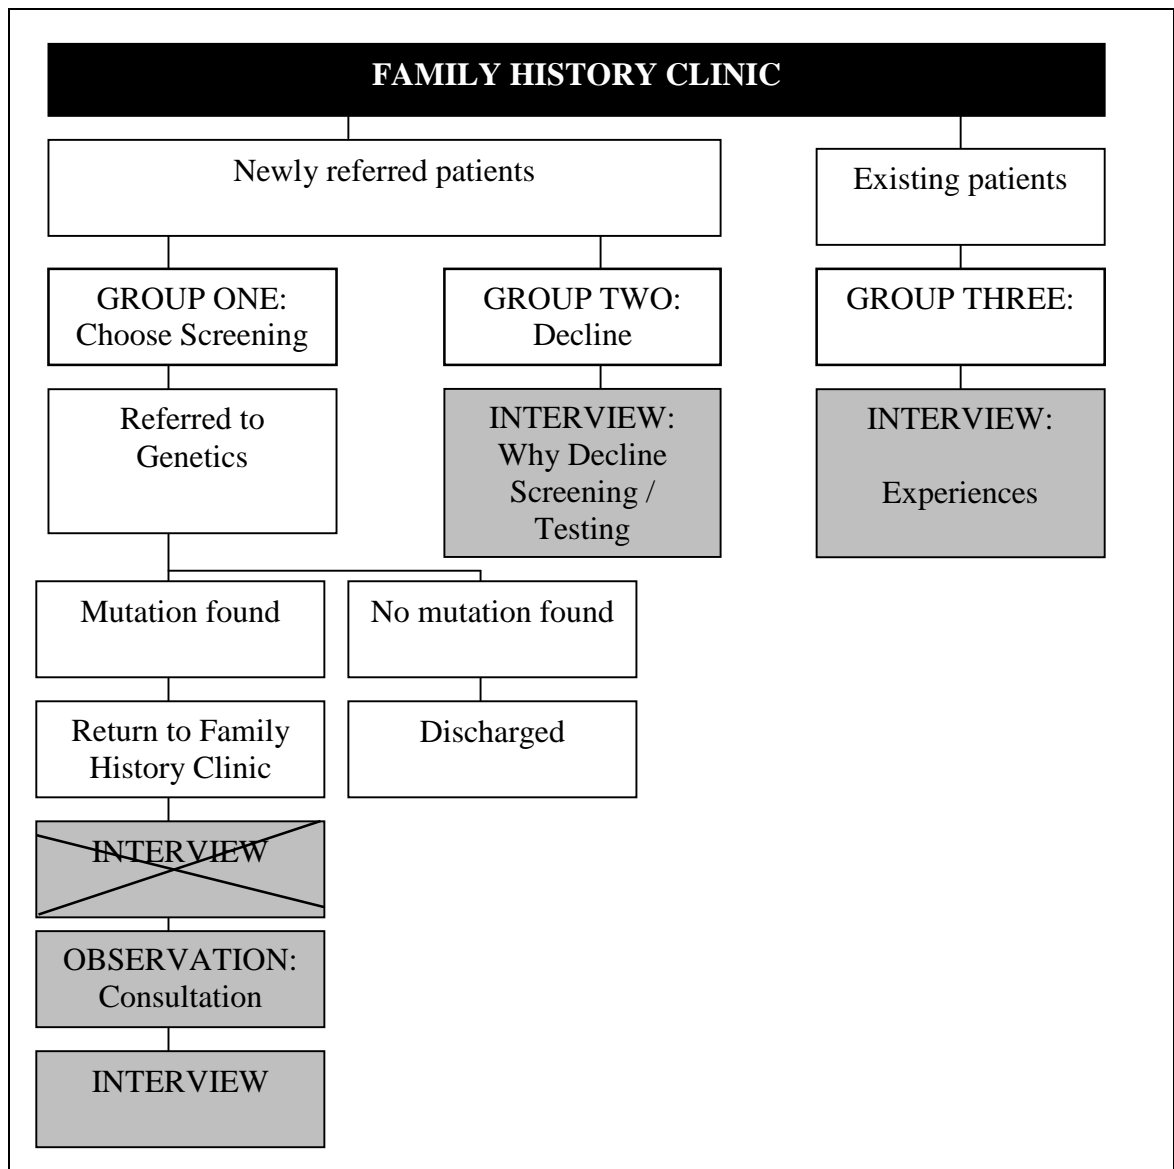 FAMILY HISTORY CLINIC
Newly referred patients
Existing patients
GROUP ONE:
Choose Screening
GROUP TWO:
Decline
GROUP THREE:
Referred to
Genetics
INTERVIEW:
Why Decline
Screening /
Testing
INTERVIEW:
Experiences
Mutation found
No mutation found
Return to Family
History Clinic
Discharged
INTERVIEW
OBSERVATION:
Consultation
INTERVIEW